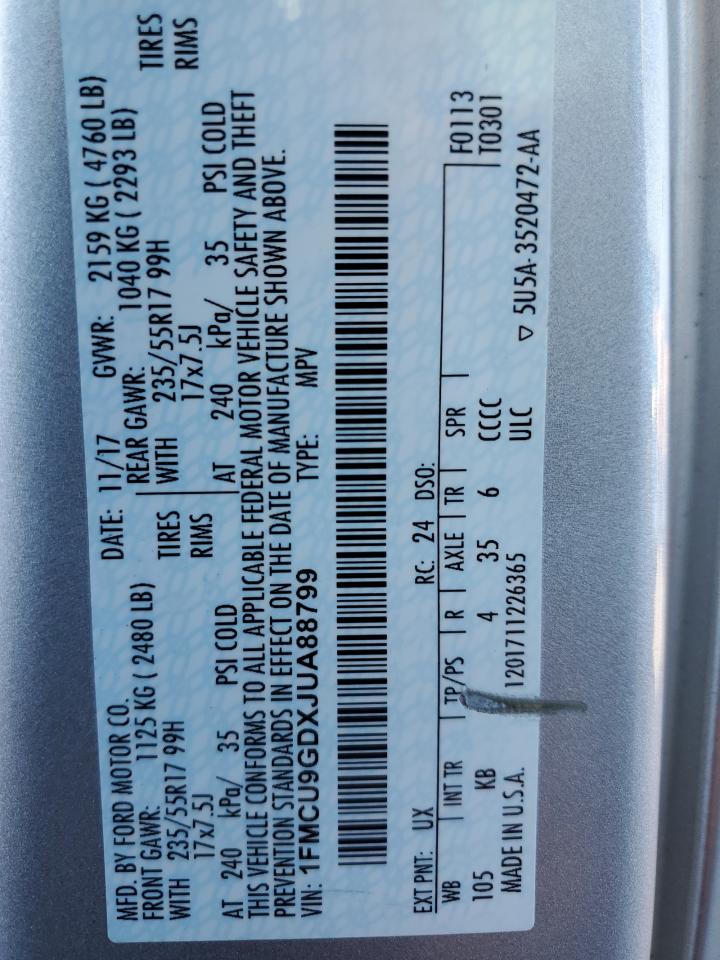 MFD. BY FORD MOTOR CO.
DATE: 11/17 GVWR: 2159 KG ( 4760 LB)
FRONT GAWR: 1125 KG ( 2480 LB) REAR GAWR: 1040 KG ( 2293 LB)
WITH 235/55R17 99H TIRES WITH 235/55R17 99H TIRES
17x7.5J RIMS 17x7.5J RIMS
AT 240 kPa/ 35 PSI COLD AT 240 kPa/ 35 PSI COLD
THIS VEHICLE CONFORMS TO ALL APPLICABLE FEDERAL MOTOR VEHICLE SAFETY AND THEFT
PREVENTION STANDARDS IN EFFECT ON THE DATE OF MANUFACTURE SHOWN ABOVE.
VIN: 1FMCU9GDXJUA88799 TYPE: MPV
EXT PNT: UX RC: 24 DSO:
WB INT TR TP/PS R AXLE TR SPR F0113
T0301
105 KB 4 35 6 CCCC
MADE IN U.S.A. 1201711226365 ULC
▽ 5U5A-3520472-AA